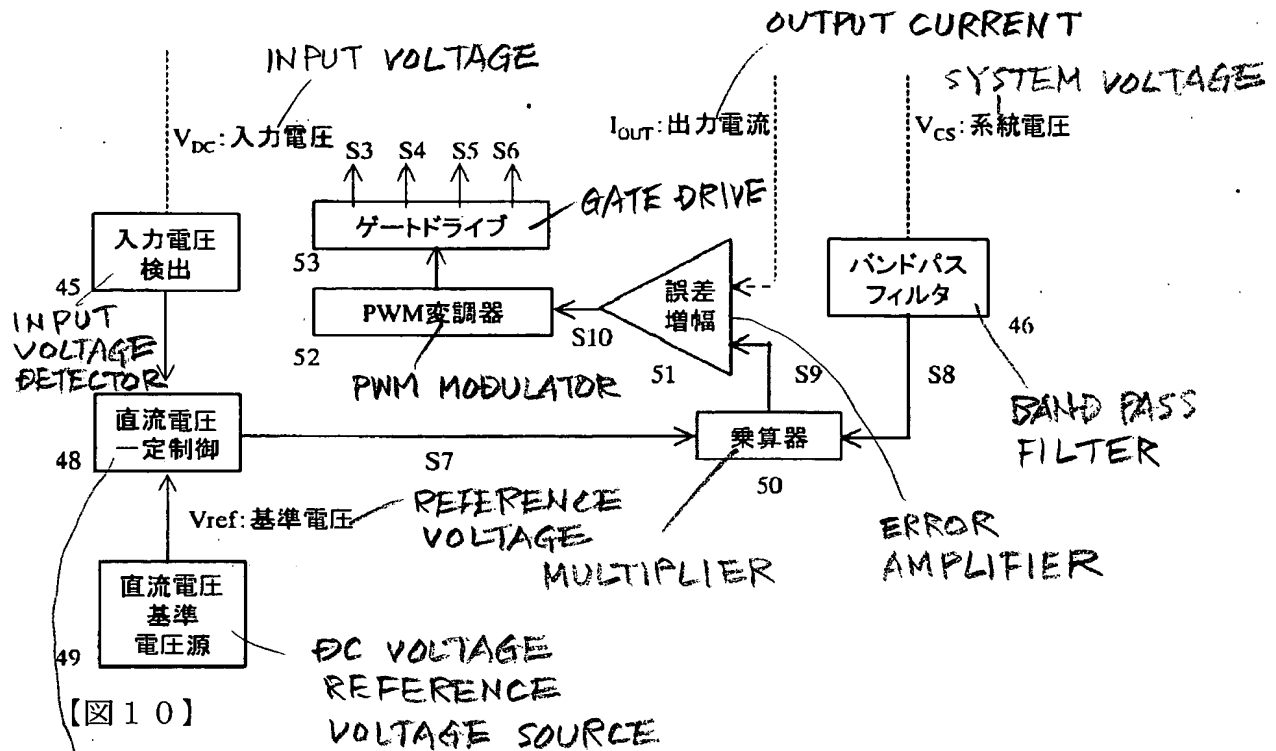 OUTPUT CURRENT
INPUT VOLTAGE
SYSTEM VOLTAGE
V_DC:入力電圧
I_OUT:出力電流
V_CS:系統電圧
S3 S4 S5 S6
ゲートドライブ
GATE DRIVE
53
入力電圧
検出
45
INPUT
VOLTAGE
DETECTOR
PWM変調器
52
PWM MODULATOR
S10
誤差
増幅
51
S9
バンドパス
フィルタ
46
S8
BAND PASS
FILTER
直流電圧
一定制御
48
S7
乗算器
50
Vref:基準電圧
REFERENCE
VOLTAGE
MULTIPLIER
ERROR
AMPLIFIER
直流電圧
基準
電圧源
49
DC VOLTAGE
REFERENCE
VOLTAGE SOURCE
【図10】